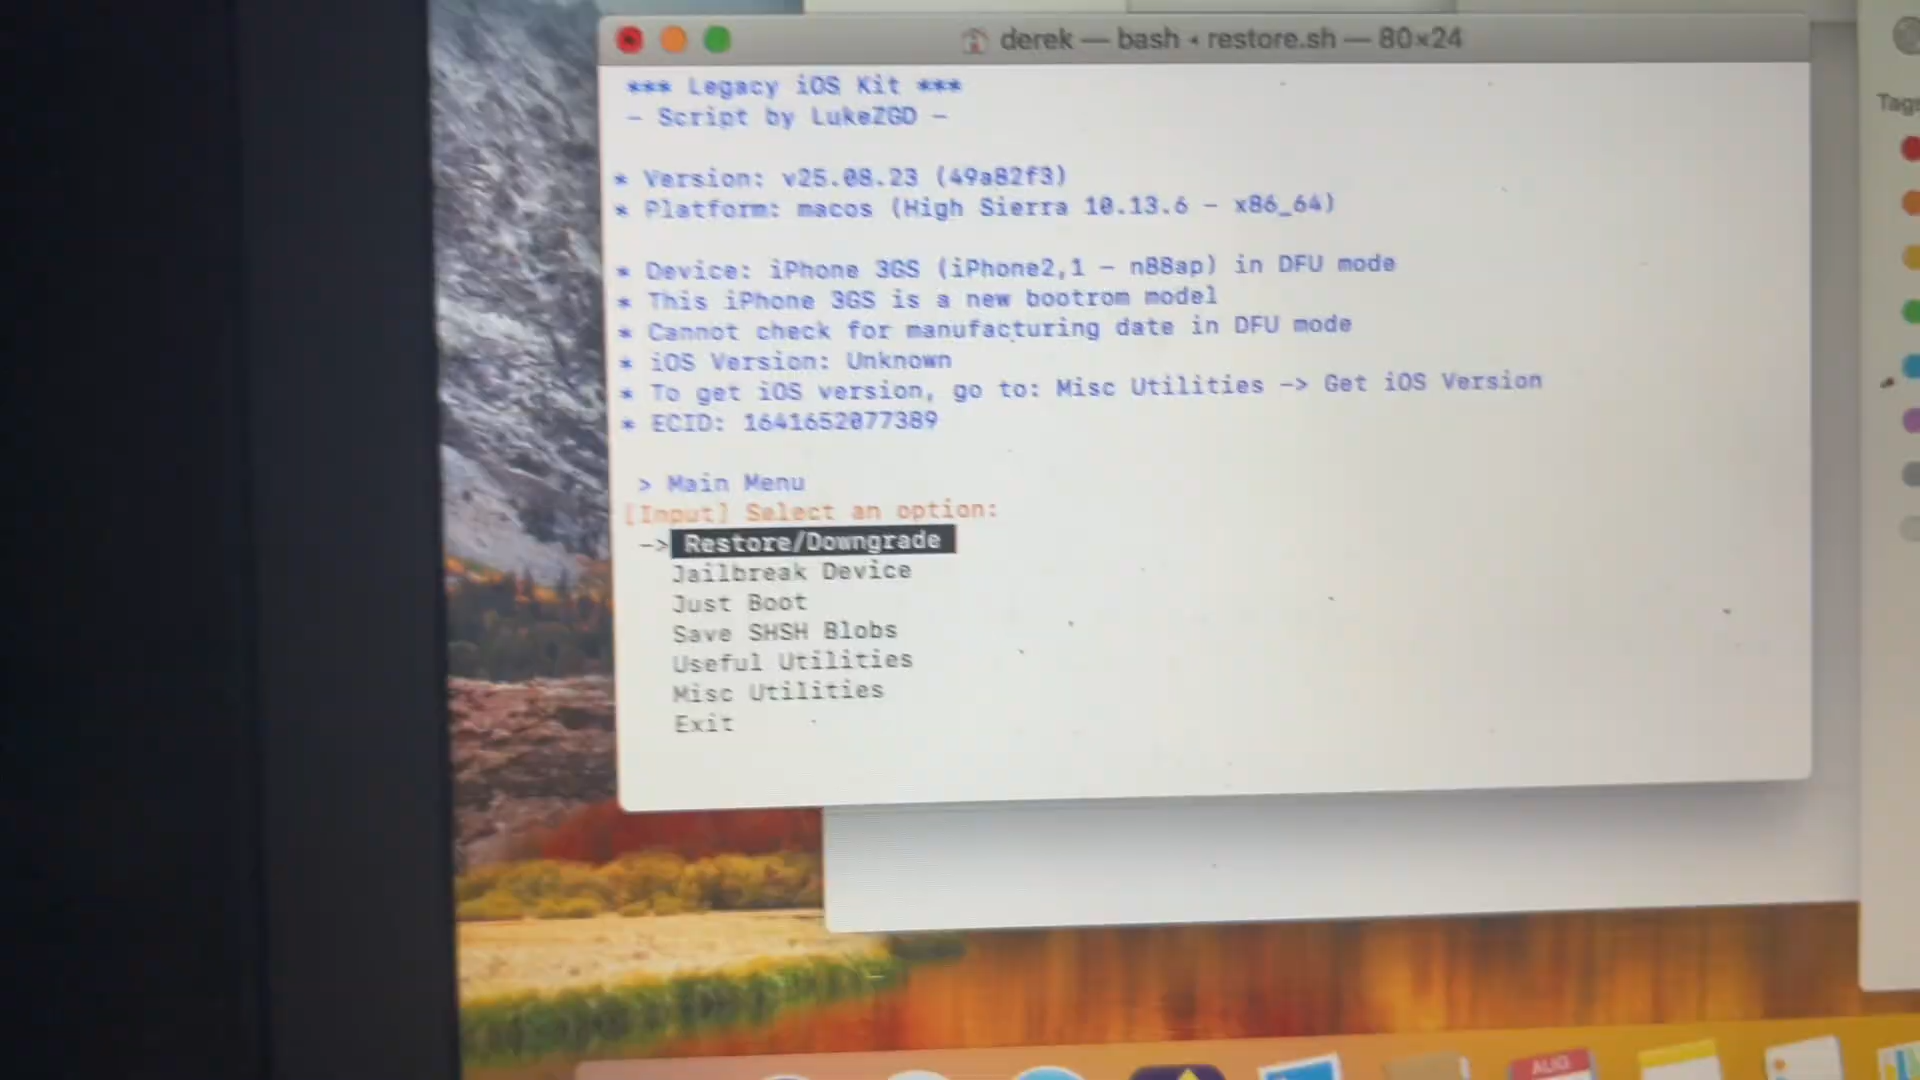 derek — bash ◂ restore.sh — 80×24
*** Legacy iOS Kit ***
- Script by LukeZGD -
* Version: v25.08.23 (49a82f3)
* Platform: macos (High Sierra 10.13.6 - x86_64)
* Device: iPhone 3GS (iPhone2,1 - n88ap) in DFU mode
* This iPhone 3GS is a new bootrom model
* Cannot check for manufacturing date in DFU mode
* iOS Version: Unknown
* To get iOS version, go to: Misc Utilities -> Get iOS Version
* ECID: 1641652077389
> Main Menu
[Input] Select an option:
-> Restore/Downgrade
Jailbreak Device
Just Boot
Save SHSH Blobs
Useful Utilities
Misc Utilities
Exit
Tags
AUG